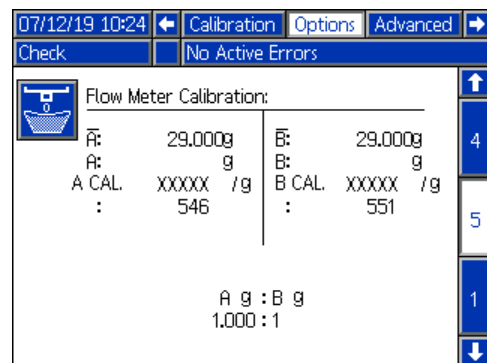 07/12/19 10:24 Calibration Options Advanced
Check No Active Errors
Flow Meter Calibration:
A̅: 29.000g B̅: 29.000g
A: g B: g
A CAL. XXXXX /g B CAL. XXXXX /g
: 546 : 551
A g : B g
1.000 : 1
4
5
1